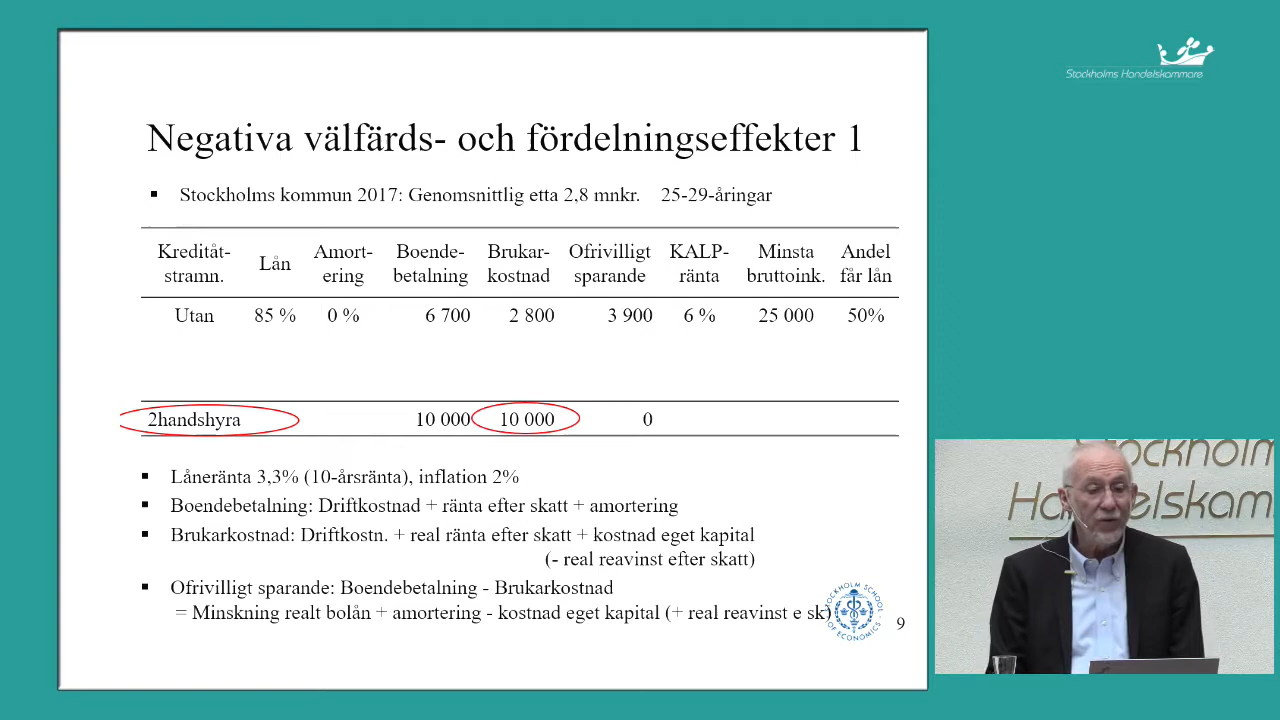 Stockholms Handelskammare
Negativa välfärds- och fördelningseffekter 1
▪ Stockholms kommun 2017: Genomsnittlig etta 2,8 mnkr. 25-29-åringar
Kreditåt-stramn. Lån Amort-ering Boende-betalning Brukar-kostnad Ofrivilligt sparande KALP-ränta Minsta bruttoink. Andel får lån
Utan 85 % 0 % 6 700 2 800 3 900 6 % 25 000 50%
2handshyra 10 000 10 000 0
▪ Låneränta 3,3% (10-årsränta), inflation 2%
▪ Boendebetalning: Driftkostnad + ränta efter skatt + amortering
▪ Brukarkostnad: Driftkostn. + real ränta efter skatt + kostnad eget kapital
(- real reavinst efter skatt)
▪ Ofrivilligt sparande: Boendebetalning - Brukarkostnad
= Minskning realt bolån + amortering - kostnad eget kapital (+ real reavinst e sk)
STOCKHOLM SCHOOL OF ECONOMICS
9
Stockholm
Handelskamm